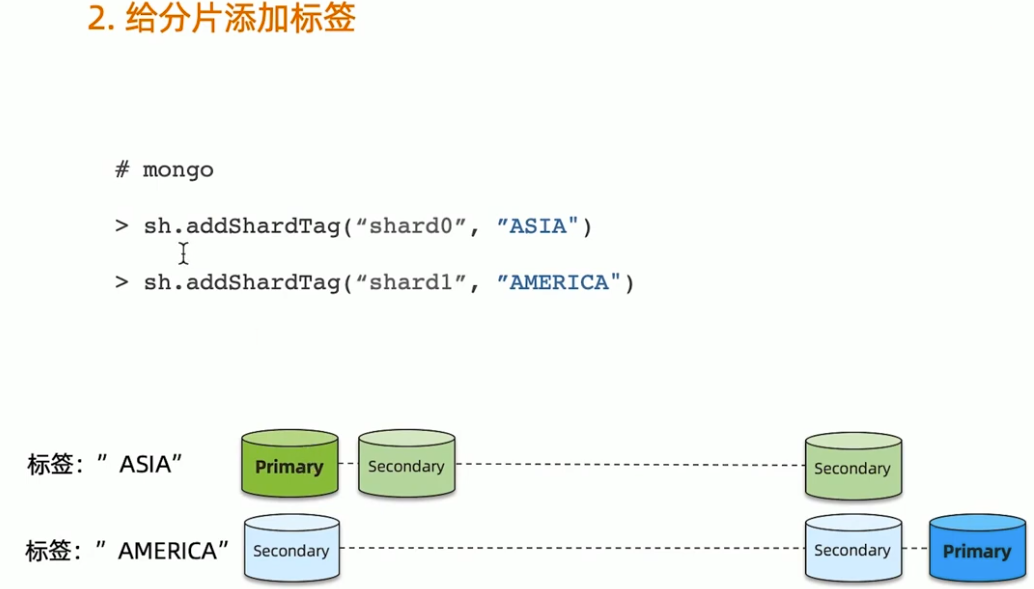 2. 给分片添加标签
# mongo
> sh.addShardTag(“shard0”, ”ASIA")
> sh.addShardTag(“shard1”, ”AMERICA")
标签：” ASIA” Primary Secondary Secondary
标签：” AMERICA” Secondary Secondary Primary